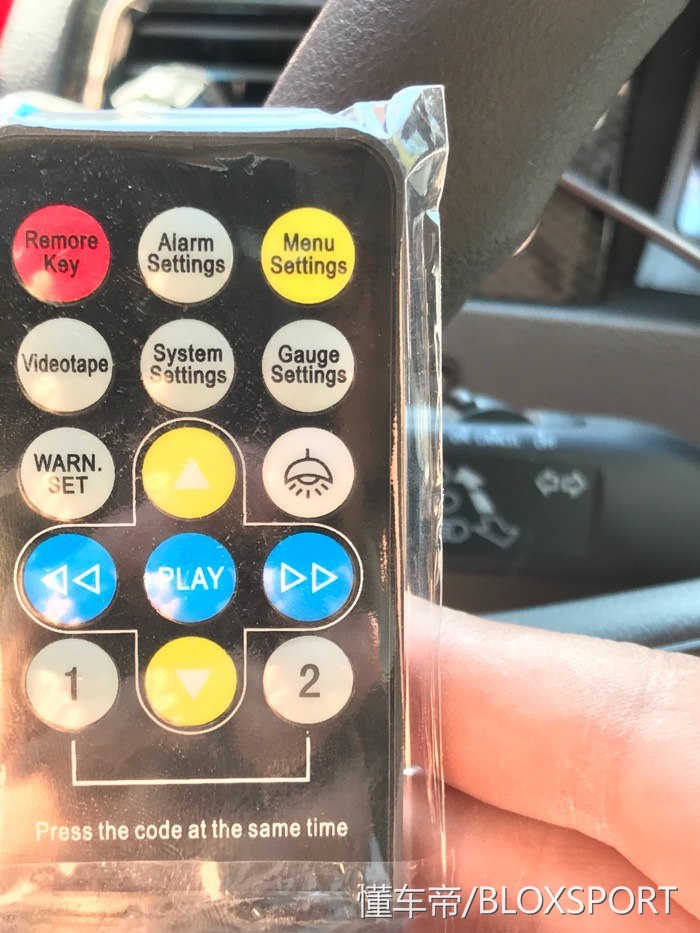 Remore
Key
Alarm
Settings
Menu
Settings
Videotape
System
Settings
Gauge
Settings
WARN.
SET
PLAY
1
2
Press the code at the same time
懂车帝/BLOXSPORT